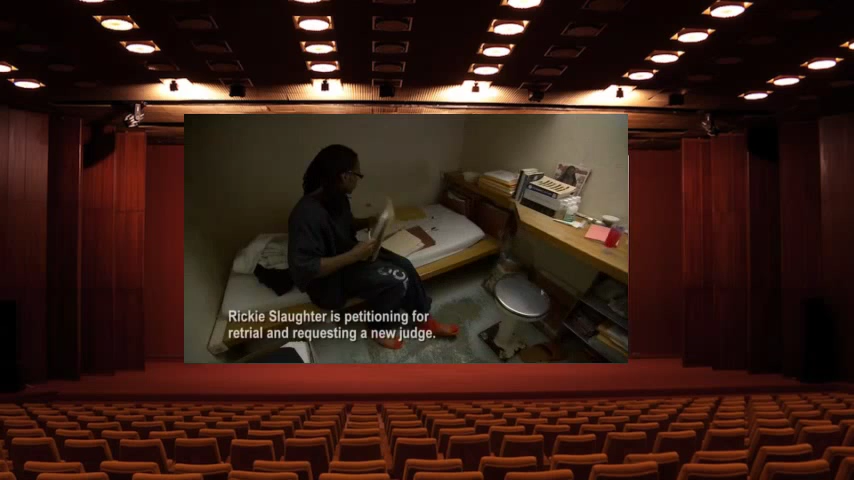 Rickie Slaughter is petitioning for
retrial and requesting a new judge.